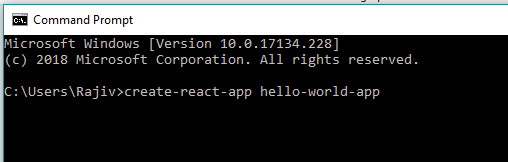 Command Prompt
Microsoft Windows [Version 10.0.17134.228]
(c) 2018 Microsoft Corporation. All rights reserved.
C:\Users\Rajiv>create-react-app hello-world-app